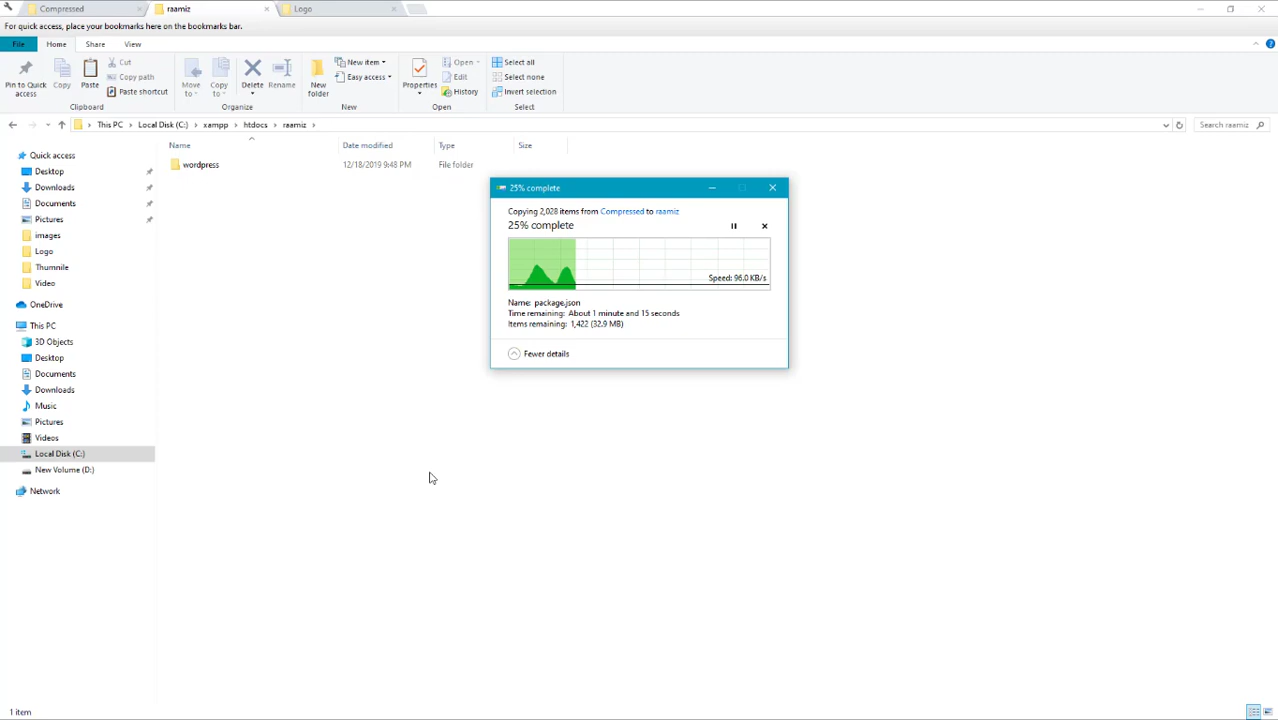 Compressed
raamiz
Logo
For quick access, place your bookmarks here on the bookmarks bar.
File
Home
Share
View
Pin to Quick access
Copy
Paste
Cut
Copy path
Paste shortcut
Clipboard
Move to
Copy to
Delete
Rename
Organize
New folder
New item
Easy access
New
Properties
Open
Edit
History
Open
Select all
Select none
Invert selection
Select
This PC > Local Disk (C:) > xampp > htdocs > raamiz >
Search raamiz
Name
Date modified
Type
Size
wordpress
12/18/2019 9:48 PM
File folder
Quick access
Desktop
Downloads
Documents
Pictures
images
Logo
Thumnile
Video
OneDrive
This PC
3D Objects
Desktop
Documents
Downloads
Music
Pictures
Videos
Local Disk (C:)
New Volume (D:)
Network
25% complete
Copying 2,028 items from Compressed to raamiz
25% complete
Speed: 96.0 KB/s
Name: package.json
Time remaining: About 1 minute and 15 seconds
Items remaining: 1,422 (32.9 MB)
Fewer details
1 item